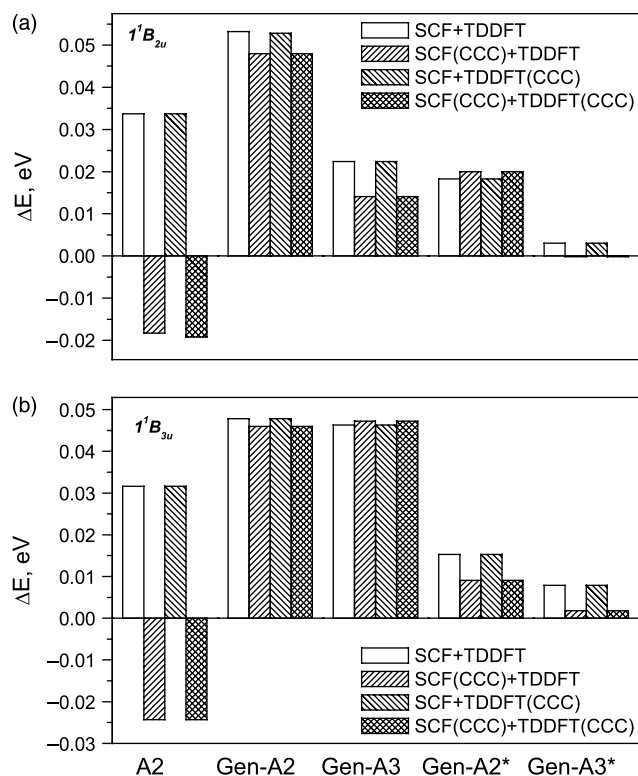 (a)
1¹B₂ᵤ
SCF+TDDFT
SCF(CCC)+TDDFT
SCF+TDDFT(CCC)
SCF(CCC)+TDDFT(CCC)
ΔE, eV
0.05
0.04
0.03
0.02
0.01
0.00
−0.01
−0.02
(b)
1¹B₃ᵤ
ΔE, eV
0.05
0.04
0.03
0.02
0.01
0.00
−0.01
−0.02
−0.03
SCF+TDDFT
SCF(CCC)+TDDFT
SCF+TDDFT(CCC)
SCF(CCC)+TDDFT(CCC)
A2 Gen-A2 Gen-A3 Gen-A2* Gen-A3*